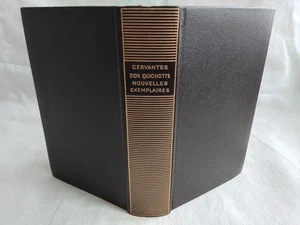 CERVANTES
DON QUICHOTTE
NOUVELLES
EXEMPLAIRES